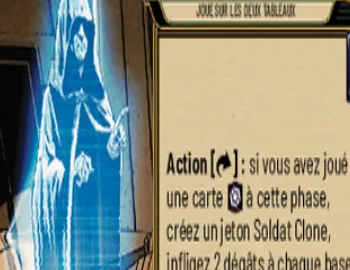 JOUE SUR LES DEUX TABLEAUX
Action [ ] : si vous avez joué
une carte à cette phase,
créez un jeton Soldat Clone,
infligez 2 dégâts à chaque base